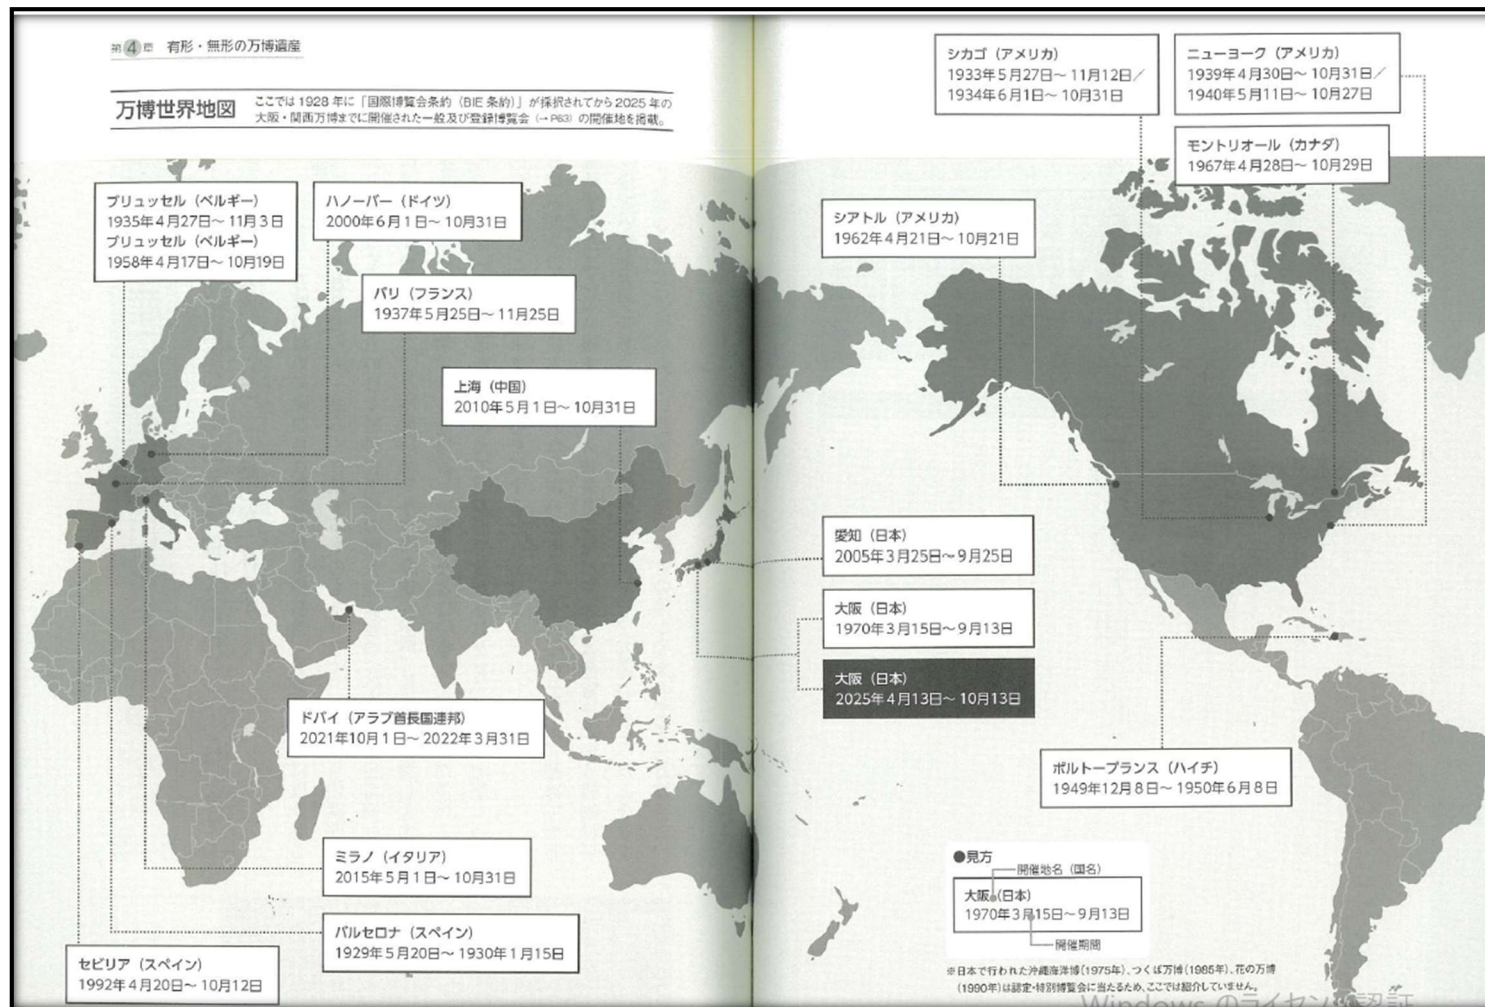 第4章 有形・無形の万博遺産
万博世界地図
ここでは1928年に「国際博覧会条約（BIE条約）」が採択されてから2025年の
大阪・関西万博までに開催された一般及び登録博覧会（→P63）の開催地を掲載。
ブリュッセル（ベルギー）
1935年4月27日～11月3日
ブリュッセル（ベルギー）
1958年4月17日～10月19日
ハノーバー（ドイツ）
2000年6月1日～10月31日
パリ（フランス）
1937年5月25日～11月25日
上海（中国）
2010年5月1日～10月31日
ドバイ（アラブ首長国連邦）
2021年10月1日～2022年3月31日
ミラノ（イタリア）
2015年5月1日～10月31日
バルセロナ（スペイン）
1929年5月20日～1930年1月15日
セビリア（スペイン）
1992年4月20日～10月12日
シカゴ（アメリカ）
1933年5月27日～11月12日／
1934年6月1日～10月31日
ニューヨーク（アメリカ）
1939年4月30日～10月31日／
1940年5月11日～10月27日
モントリオール（カナダ）
1967年4月28日～10月29日
シアトル（アメリカ）
1962年4月21日～10月21日
愛知（日本）
2005年3月25日～9月25日
大阪（日本）
1970年3月15日～9月13日
大阪（日本）
2025年4月13日～10月13日
ポルトープランス（ハイチ）
1949年12月8日～1950年6月8日
●見方
開催地名（国名）
大阪（日本）
1970年3月15日～9月13日
開催期間
※日本で行われた沖縄海洋博（1975年）、つくば万博（1985年）、花の万博
（1990年）は認定・特別博覧会に当たるため、ここでは紹介していません。
Windows のライセンス認証